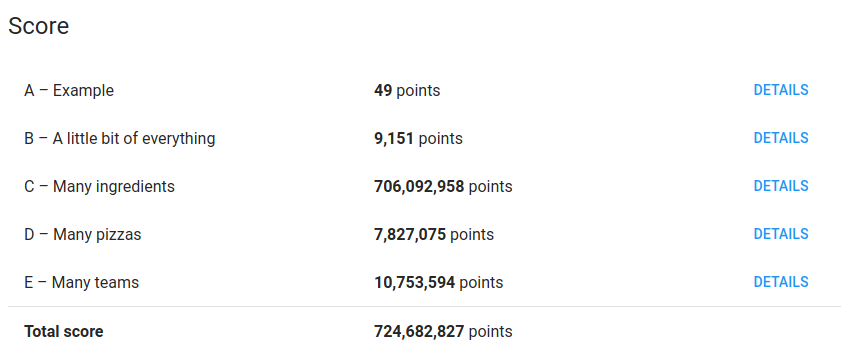 Score
A – Example 49 points DETAILS
B – A little bit of everything 9,151 points DETAILS
C – Many ingredients 706,092,958 points DETAILS
D – Many pizzas 7,827,075 points DETAILS
E – Many teams 10,753,594 points DETAILS
Total score 724,682,827 points